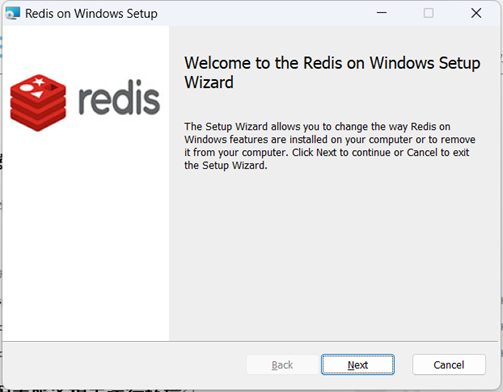 Redis on Windows Setup
redis
Welcome to the Redis on Windows Setup
Wizard
The Setup Wizard allows you to change the way Redis on
Windows features are installed on your computer or to remove
it from your computer. Click Next to continue or Cancel to exit
the Setup Wizard.
Back
Next
Cancel